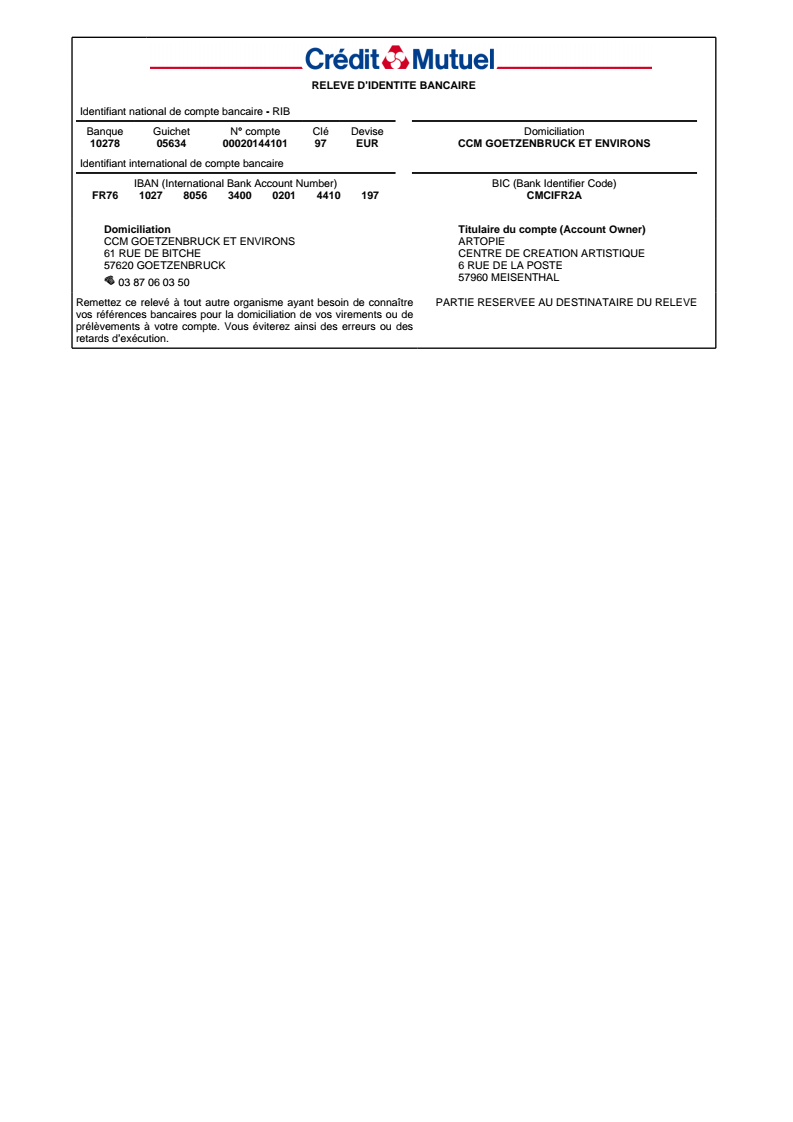 Crédit Mutuel
RELEVE D'IDENTITE BANCAIRE
Identifiant national de compte bancaire - RIB
Banque Guichet N° compte Clé Devise Domiciliation
10278 05634 00020144101 97 EUR CCM GOETZENBRUCK ET ENVIRONS
Identifiant international de compte bancaire
IBAN (International Bank Account Number) BIC (Bank Identifier Code)
FR76 1027 8056 3400 0201 4410 197 CMCIFR2A
Domiciliation
CCM GOETZENBRUCK ET ENVIRONS
61 RUE DE BITCHE
57620 GOETZENBRUCK
03 87 06 03 50
Titulaire du compte (Account Owner)
ARTOPIE
CENTRE DE CREATION ARTISTIQUE
6 RUE DE LA POSTE
57960 MEISENTHAL
Remettez ce relevé à tout autre organisme ayant besoin de connaître
vos références bancaires pour la domiciliation de vos virements ou de
prélèvements à votre compte. Vous éviterez ainsi des erreurs ou des
retards d'exécution.
PARTIE RESERVEE AU DESTINATAIRE DU RELEVE